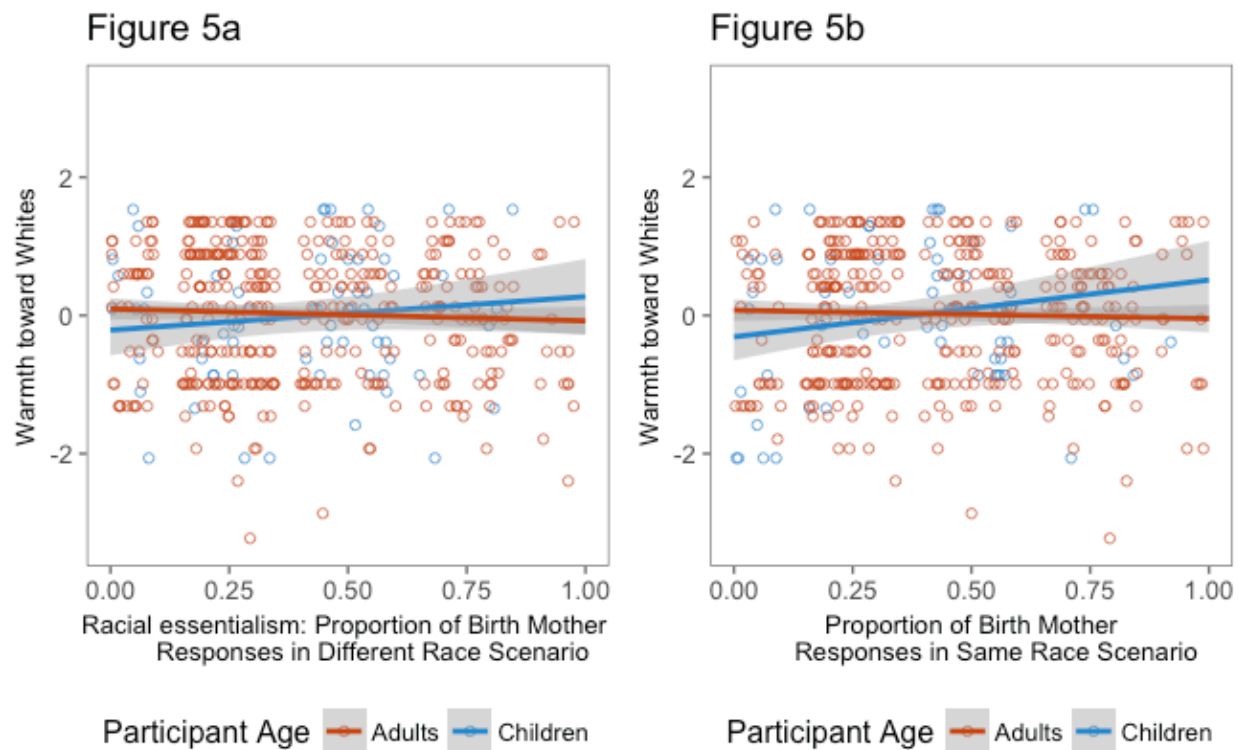 Figure 5a
Figure 5b
Warmth toward Whites
2
0
-2
0.00 0.25 0.50 0.75 1.00
Racial essentialism: Proportion of Birth Mother
Responses in Different Race Scenario
Warmth toward Whites
2
0
-2
0.00 0.25 0.50 0.75 1.00
Proportion of Birth Mother
Responses in Same Race Scenario
Participant Age Adults Children
Participant Age Adults Children